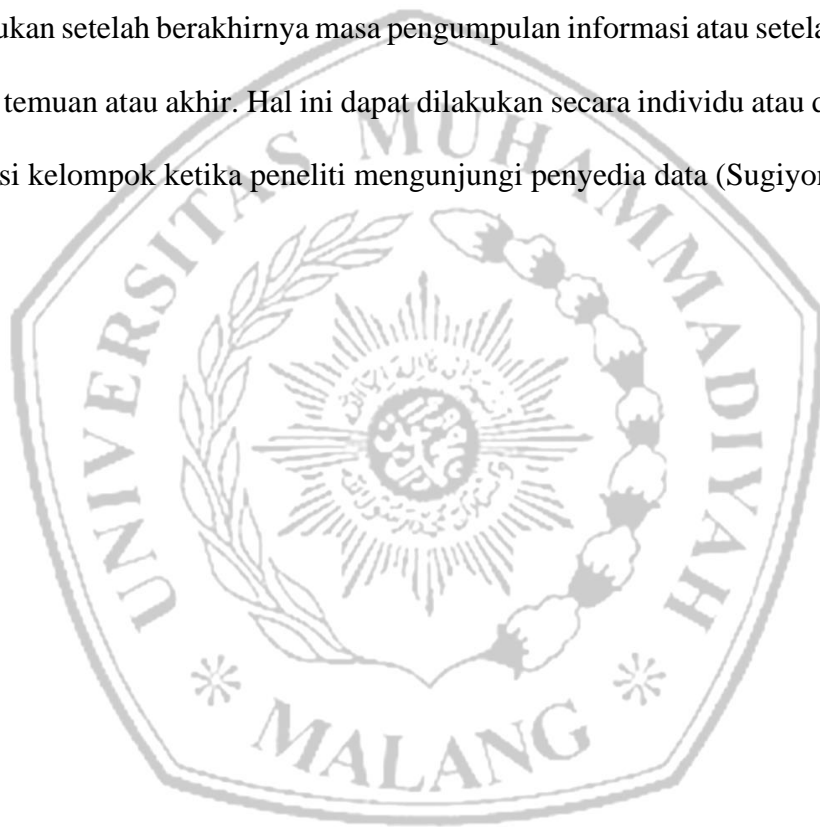 ukan setelah berakhirnya masa pengumpulan informasi atau setela
temuan atau akhir. Hal ini dapat dilakukan secara individu atau d
si kelompok ketika peneliti mengunjungi penyedia data (Sugiyon
UNIVERSITAS MUHAMMADIYAH
MALANG